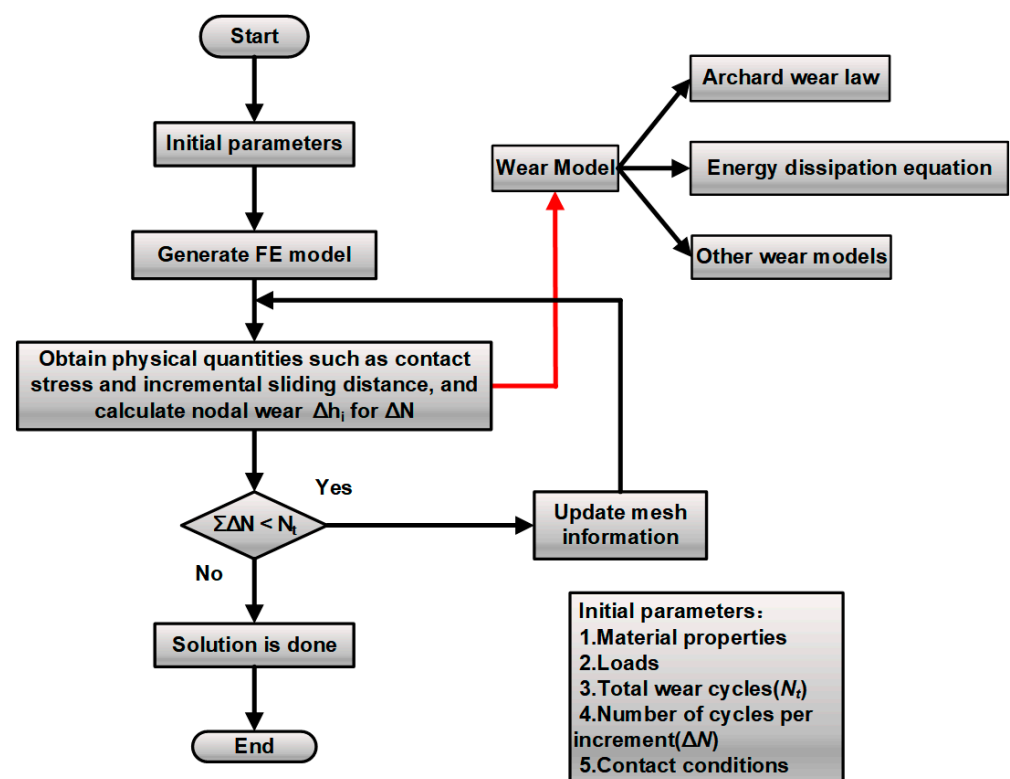 Start
Initial parameters
Generate FE model
Obtain physical quantities such as contact
stress and incremental sliding distance, and
calculate nodal wear Δhᵢ for ΔN
ΣΔN < Nₜ
Yes
No
Update mesh
information
Solution is done
End
Wear Model
Archard wear law
Energy dissipation equation
Other wear models
Initial parameters：
1.Material properties
2.Loads
3.Total wear cycles(Nₜ)
4.Number of cycles per
increment(ΔN)
5.Contact conditions